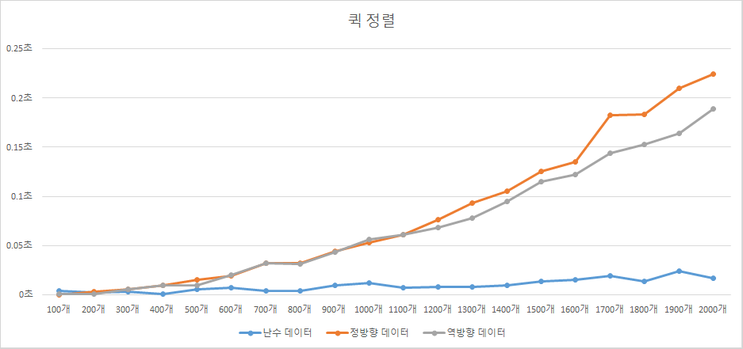 퀵 정렬
0.25초
0.2초
0.15초
0.1초
0.05초
0초
100개 200개 300개 400개 500개 600개 700개 800개 900개 1000개 1100개 1200개 1300개 1400개 1500개 1600개 1700개 1800개 1900개 2000개
난수 데이터 정방향 데이터 역방향 데이터